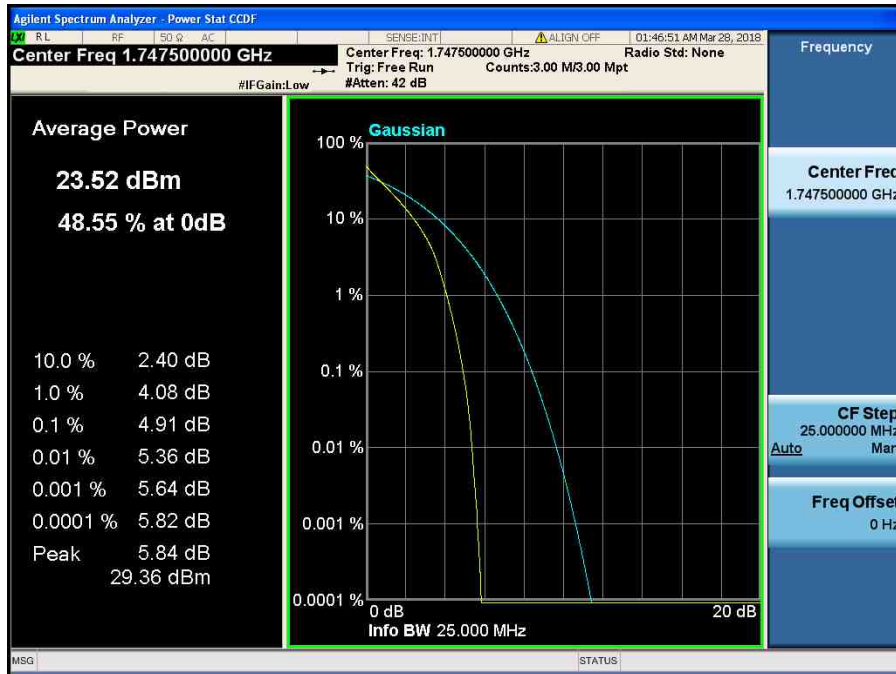 Agilent Spectrum Analyzer - Power Stat CCDF
LXI RL RF 50 Ω AC SENSE:INT ALIGN OFF 01:46:51 AM Mar 28, 2018
Center Freq 1.747500000 GHz
Center Freq: 1.747500000 GHz Radio Std: None
Trig: Free Run Counts:3.00 M/3.00 Mpt
#IFGain:Low #Atten: 42 dB
Frequency
Average Power
23.52 dBm
48.55 % at 0dB
10.0 % 2.40 dB
1.0 % 4.08 dB
0.1 % 4.91 dB
0.01 % 5.36 dB
0.001 % 5.64 dB
0.0001 % 5.82 dB
Peak 5.84 dB
29.36 dBm
Gaussian
100 %
10 %
1 %
0.1 %
0.01 %
0.001 %
0.0001 %
0 dB 20 dB
Info BW 25.000 MHz
Center Freq
1.747500000 GHz
CF Step
25.000000 MHz
Auto Man
Freq Offset
0 Hz
MSG STATUS